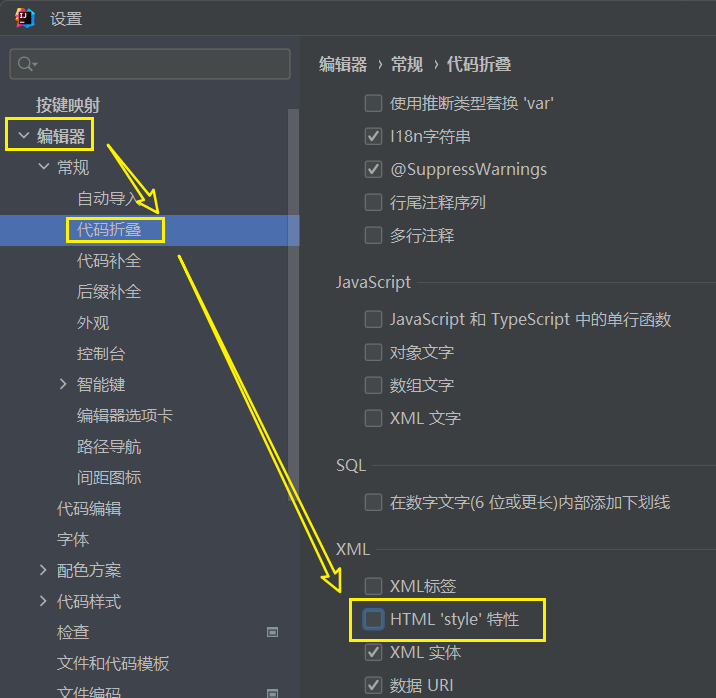 设置
按键映射
编辑器
常规
自动导入
代码折叠
代码补全
后缀补全
外观
控制台
智能键
编辑器选项卡
路径导航
间距图标
代码编辑
字体
配色方案
代码样式
检查
文件和代码模板
文件编码
编辑器 › 常规 › 代码折叠
使用推断类型替换 'var'
I18n字符串
@SuppressWarnings
行尾注释序列
多行注释
JavaScript
JavaScript 和 TypeScript 中的单行函数
对象文字
数组文字
XML 文字
SQL
在数字文字(6 位或更长)内部添加下划线
XML
XML标签
HTML 'style' 特性
XML 实体
数据 URI